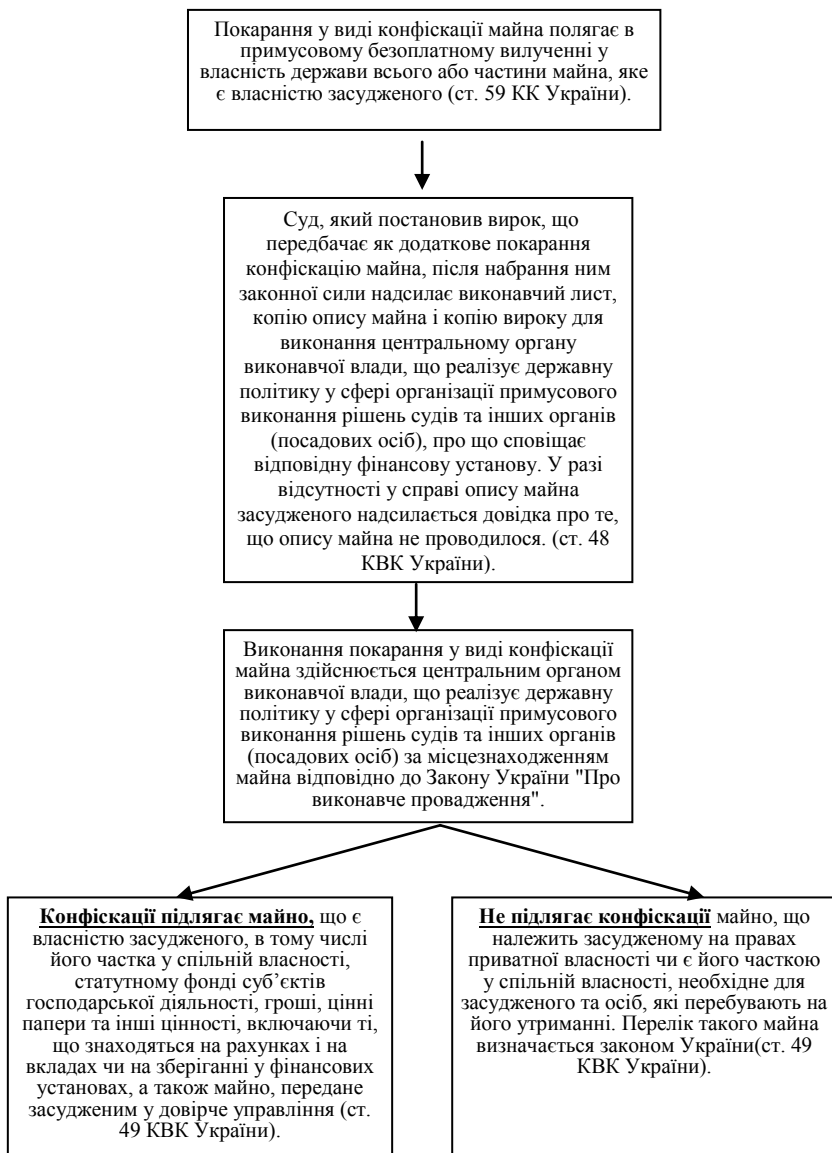 Покарання у виді конфіскації майна полягає в
примусовому безоплатному вилученні у
власність держави всього або частини майна, яке
є власністю засудженого (ст. 59 КК України).
Суд, який постановив вирок, що
передбачає як додаткове покарання
конфіскацію майна, після набрання ним
законної сили надсилає виконавчий лист,
копію опису майна і копію вироку для
виконання центральному органу
виконавчої влади, що реалізує державну
політику у сфері організації примусового
виконання рішень судів та інших органів
(посадових осіб), про що сповіщає
відповідну фінансову установу. У разі
відсутності у справі опису майна
засудженого надсилається довідка про те,
що опису майна не проводилося. (ст. 48
КВК України).
Виконання покарання у виді конфіскації
майна здійснюється центральним органом
виконавчої влади, що реалізує державну
політику у сфері організації примусового
виконання рішень судів та інших органів
(посадових осіб) за місцезнаходженням
майна відповідно до Закону України "Про
виконавче провадження".
Конфіскації підлягає майно, що є
власністю засудженого, в тому числі
його частка у спільній власності,
статутному фонді суб’єктів
господарської діяльності, гроші, цінні
папери та інші цінності, включаючи ті,
що знаходяться на рахунках і на
вкладах чи на зберіганні у фінансових
установах, а також майно, передане
засудженим у довірче управління (ст.
49 КВК України).
Не підлягає конфіскації майно, що
належить засудженому на правах
приватної власності чи є його часткою
у спільній власності, необхідне для
засудженого та осіб, які перебувають на
його утриманні. Перелік такого майна
визначається законом України(ст. 49
КВК України).